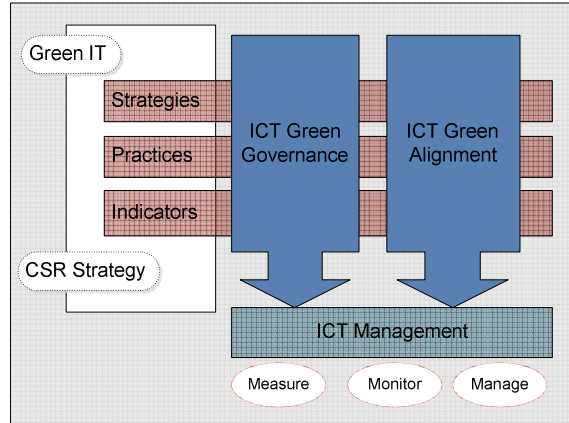 Green IT
Strategies
Practices
Indicators
CSR Strategy
ICT Green
Governance
ICT Green
Alignment
ICT Management
Measure
Monitor
Manage